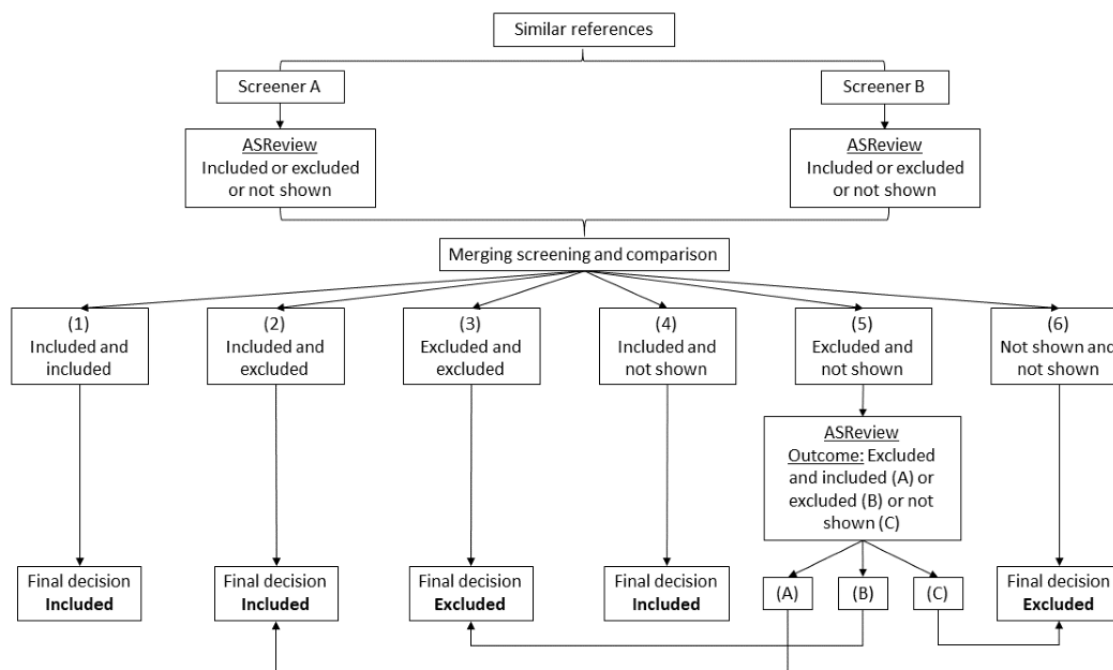 Similar references
Screener A
Screener B
ASReview
Included or excluded
or not shown
ASReview
Included or excluded
or not shown
Merging screening and comparison
(1)
Included and
included
(2)
Included and
excluded
(3)
Excluded and
excluded
(4)
Included and
not shown
(5)
Excluded and
not shown
(6)
Not shown and
not shown
ASReview
Outcome: Excluded
and included (A) or
excluded (B) or not
shown (C)
Final decision
Included
Final decision
Included
Final decision
Excluded
Final decision
Included
(A)
(B)
(C)
Final decision
Excluded